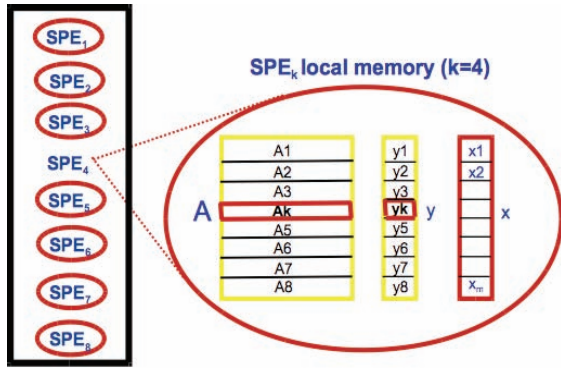 SPE1
SPE2
SPE3
SPE4
SPE5
SPE6
SPE7
SPE8
SPEk local memory (k=4)
A
A1
A2
A3
Ak
A5
A6
A7
A8
y1
y2
y3
yk
y5
y6
y7
y8
y
x1
x2
xm
x